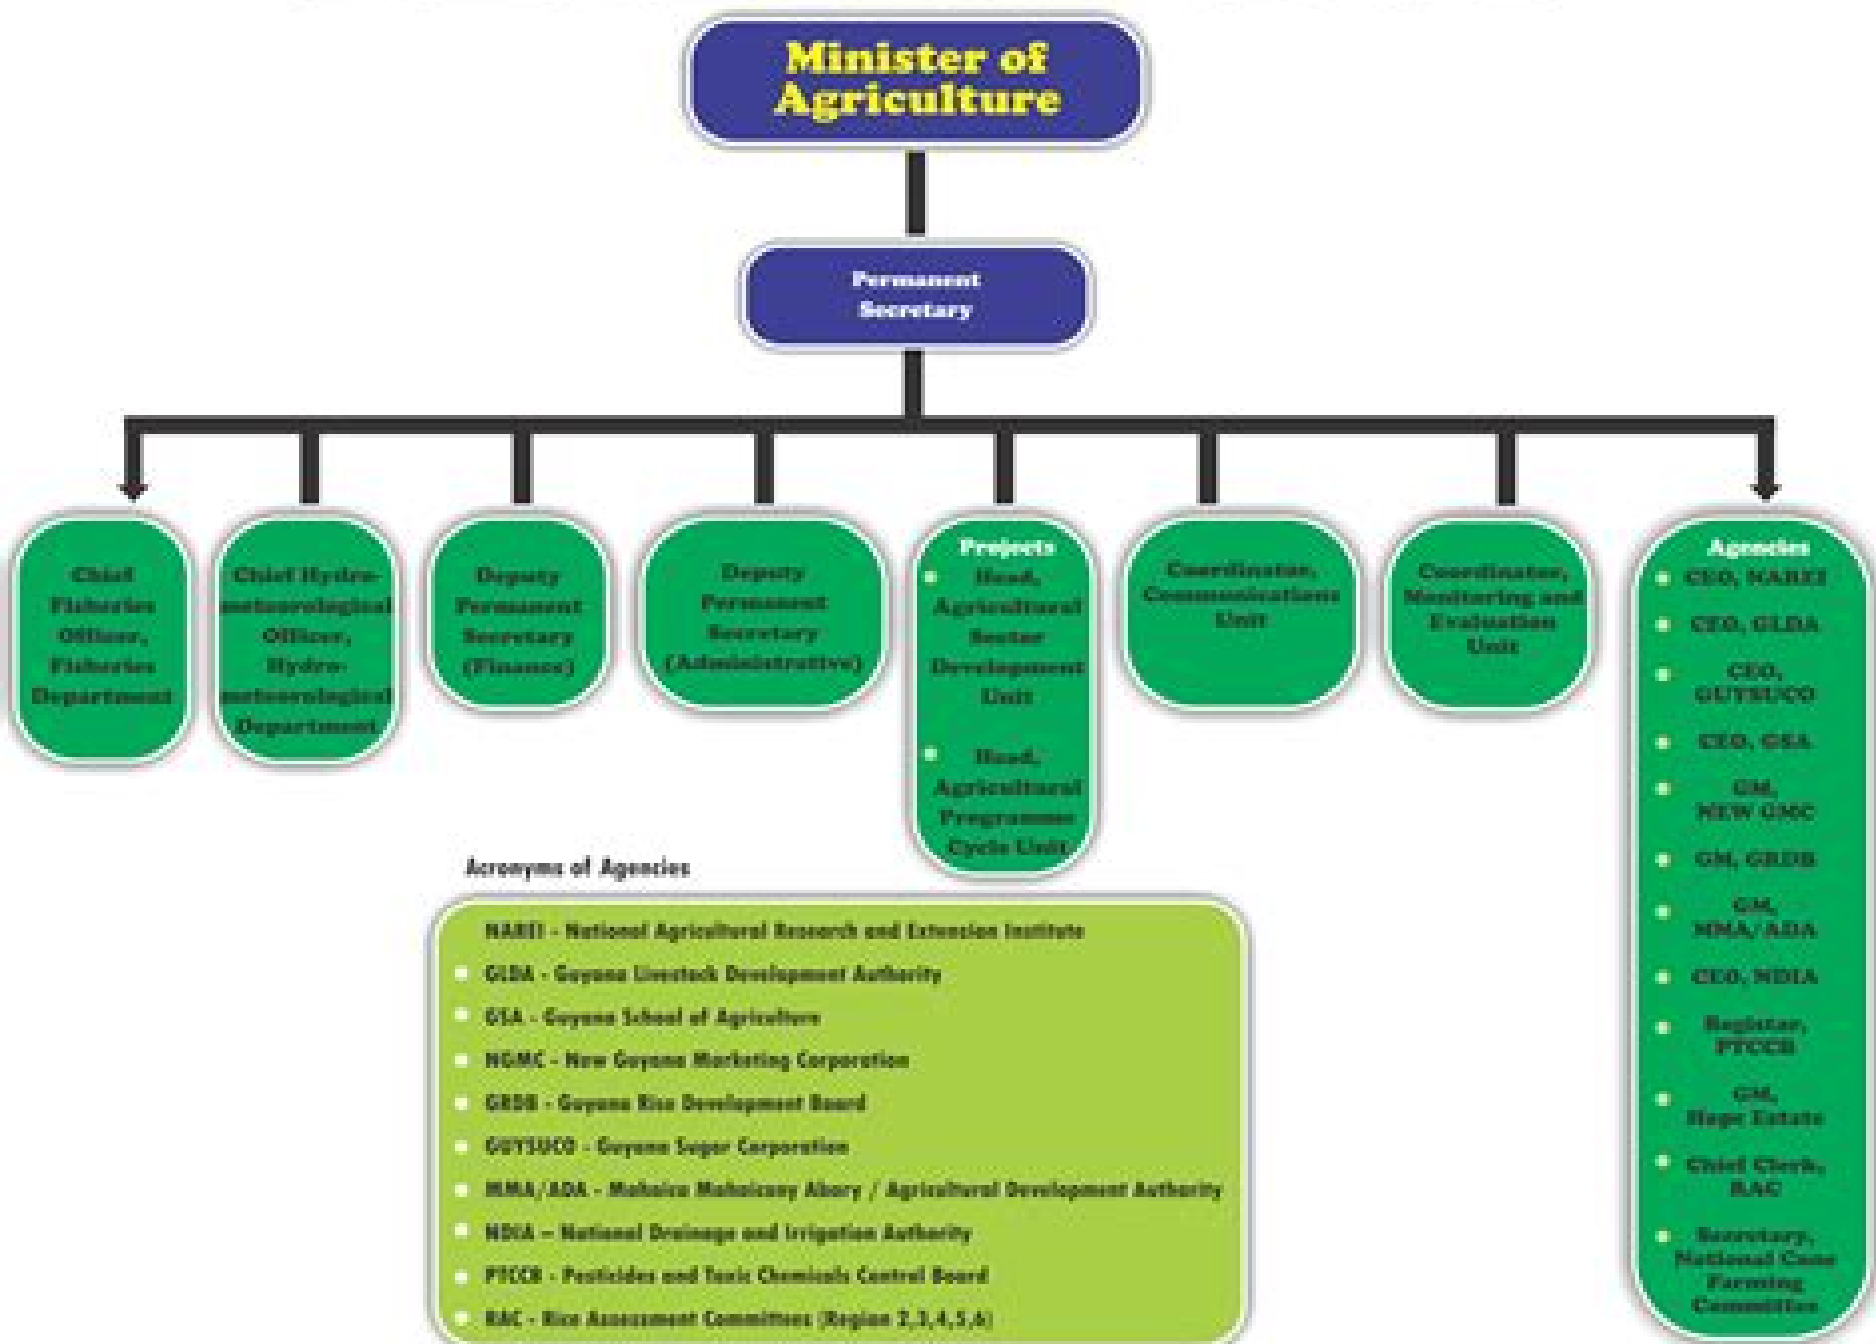 Minister of
Agriculture
Permanent
Secretary
Chief
Fisheries
Officer,
Fisheries
Department
Chief Hydro-
meteorological
Officer,
Hydro-
meteorological
Department
Deputy
Permanent
Secretary
(Finance)
Deputy
Permanent
Secretary
(Administrative)
Projects
Head,
Agricultural
Sector
Development
Unit
Head,
Agricultural
Programme
Cycle Unit
Coordinator,
Communications
Unit
Coordinator,
Monitoring and
Evaluation
Unit
Agencies
CEO, NAREI
CEO, GLDA
CEO,
GUYSUCO
CEO, GSA
GM,
NEW GMC
GM, GRDB
GM,
MMA/ADA
CEO, NDIA
Registar,
PTCCB
GM,
Hope Estate
Chief Clerk,
RAC
Secretary,
National Cane
Farming
Committee
Acronyms of Agencies
NAREI - National Agricultural Research and Extension Institute
GLDA - Guyana Livestock Development Authority
GSA - Guyana School of Agriculture
NGMC - New Guyana Marketing Corporation
GRDB - Guyana Rice Development Board
GUYSUCO - Guyana Sugar Corporation
MMA/ADA - Mahaica Mahaicony Abary / Agricultural Development Authority
NDIA – National Drainage and Irrigation Authority
PTCCB - Pesticides and Toxic Chemicals Control Board
RAC - Rice Assessment Committees (Region 2,3,4,5,6)